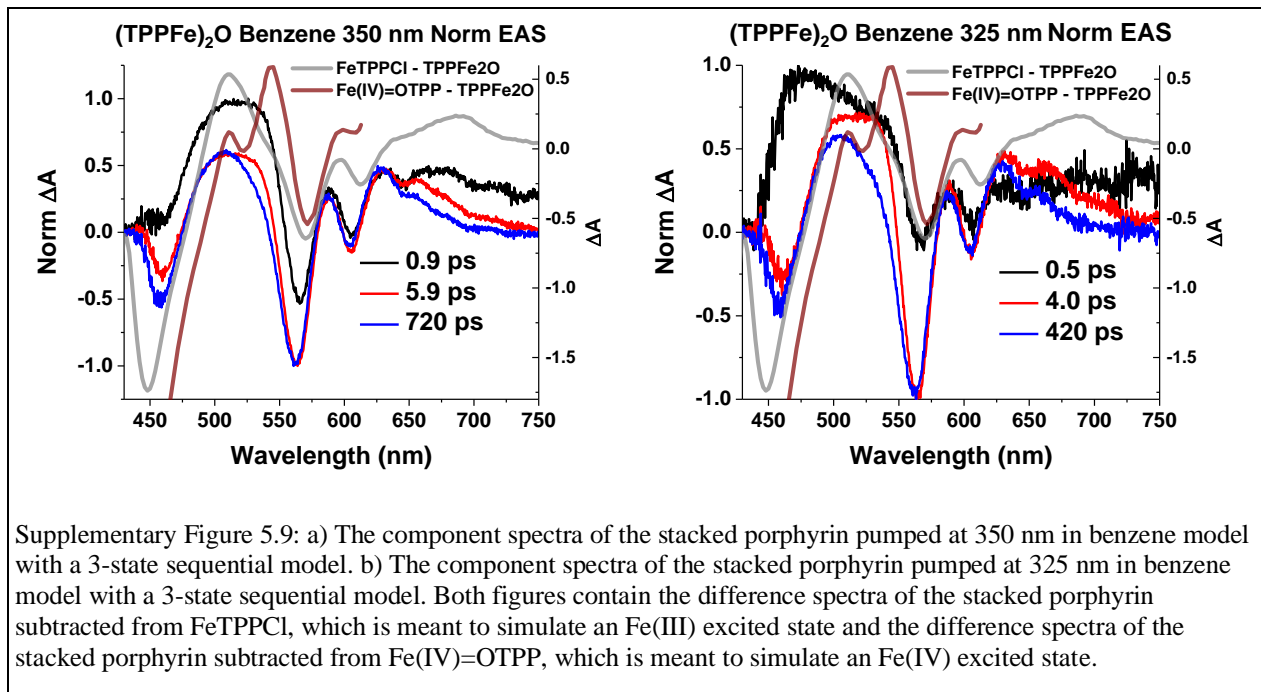 (TPPFe)2O Benzene 350 nm Norm EAS
FeTPPCl - TPPFe2O
Fe(IV)=OTPP - TPPFe2O
1.0
0.5
0.0
-0.5
-1.0
Norm ΔA
0.5
0.0
-0.5
-1.0
-1.5
ΔA
0.9 ps
5.9 ps
720 ps
450 500 550 600 650 700 750
Wavelength (nm)
(TPPFe)2O Benzene 325 nm Norm EAS
FeTPPCl - TPPFe2O
Fe(IV)=OTPP - TPPFe2O
1.0
0.5
0.0
-0.5
-1.0
Norm ΔA
0.5
0.0
-0.5
-1.0
-1.5
ΔA
0.5 ps
4.0 ps
420 ps
450 500 550 600 650 700 750
Wavelength (nm)
Supplementary Figure 5.9: a) The component spectra of the stacked porphyrin pumped at 350 nm in benzene model
with a 3-state sequential model. b) The component spectra of the stacked porphyrin pumped at 325 nm in benzene
model with a 3-state sequential model. Both figures contain the difference spectra of the stacked porphyrin
subtracted from FeTPPCl, which is meant to simulate an Fe(III) excited state and the difference spectra of the
stacked porphyrin subtracted from Fe(IV)=OTPP, which is meant to simulate an Fe(IV) excited state.